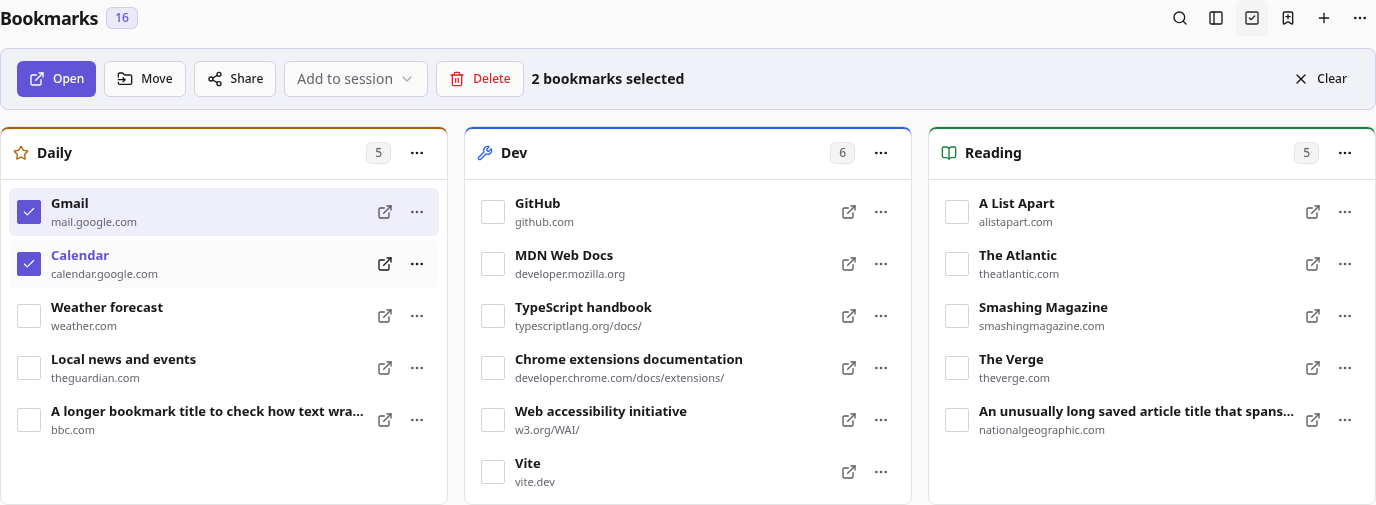 Bookmarks 16
Open Move Share Add to session Delete 2 bookmarks selected Clear
Daily 5
Gmail
mail.google.com
Calendar
calendar.google.com
Weather forecast
weather.com
Local news and events
theguardian.com
A longer bookmark title to check how text wra...
bbc.com
Dev 6
GitHub
github.com
MDN Web Docs
developer.mozilla.org
TypeScript handbook
typescriptlang.org/docs/
Chrome extensions documentation
developer.chrome.com/docs/extensions/
Web accessibility initiative
w3.org/WAI/
Vite
vite.dev
Reading 5
A List Apart
alistapart.com
The Atlantic
theatlantic.com
Smashing Magazine
smashingmagazine.com
The Verge
theverge.com
An unusually long saved article title that spans...
nationalgeographic.com